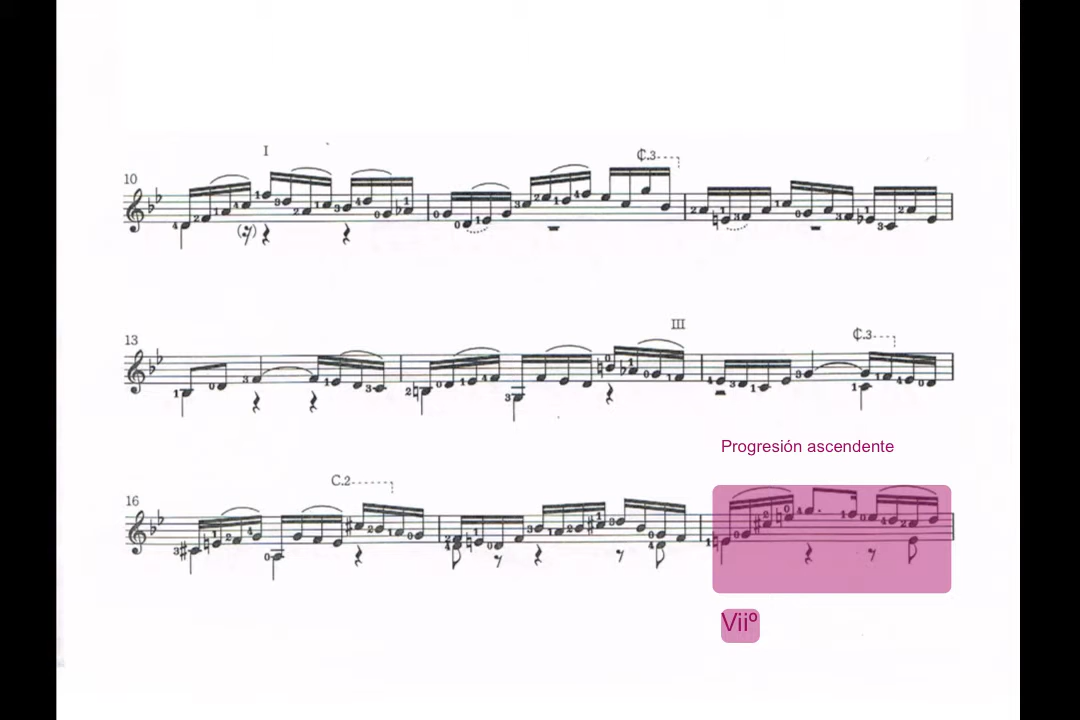 I
₵.3
10
III
13
₵.3
Progresión ascendente
C.2
16
Viiº